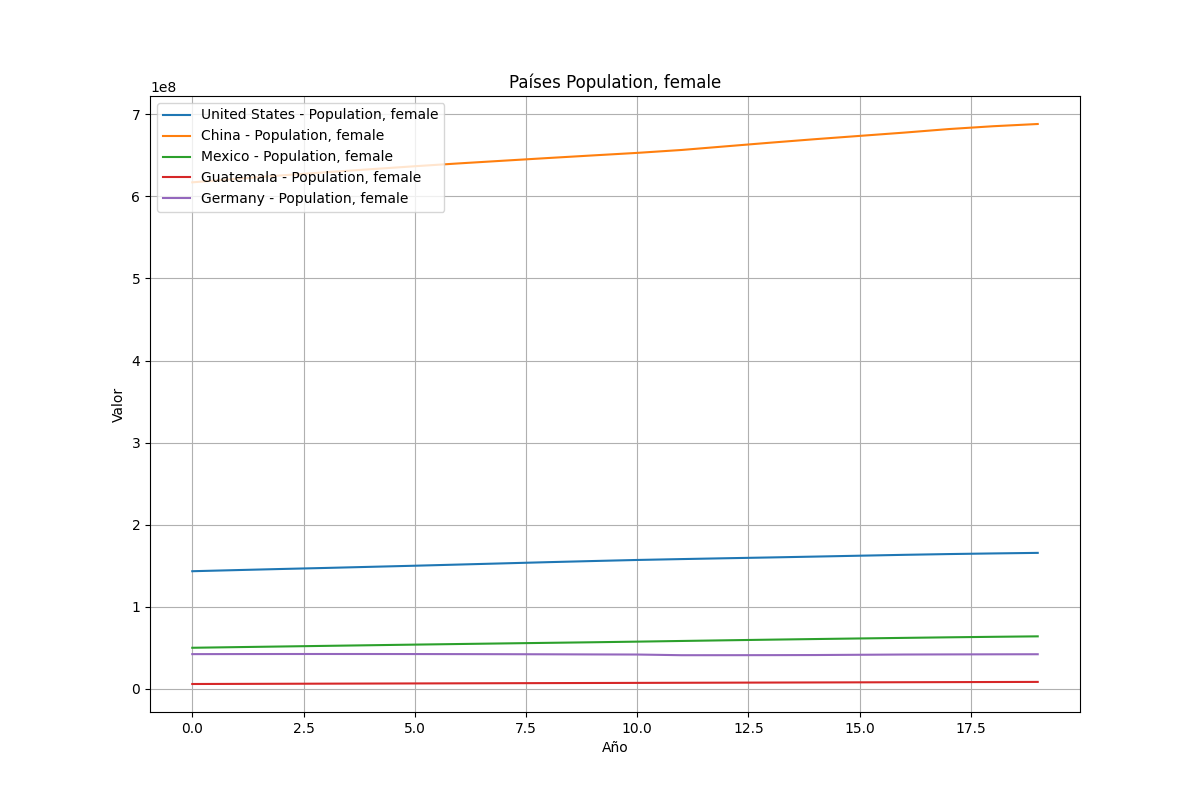 Países Population, female
1e8
United States - Population, female
China - Population, female
Mexico - Population, female
Guatemala - Population, female
Germany - Population, female
7
6
5
4
3
2
1
0
Valor
0.0 2.5 5.0 7.5 10.0 12.5 15.0 17.5
Año